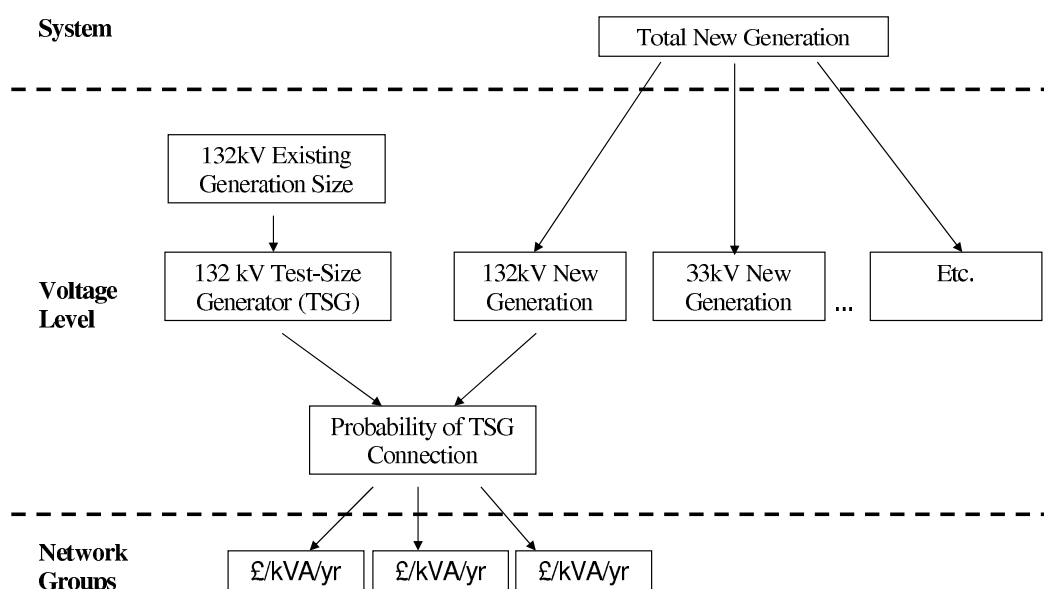 System
Total New Generation
132kV Existing
Generation Size
Voltage
Level
132 kV Test-Size
Generator (TSG)
132kV New
Generation
33kV New
Generation
...
Etc.
Probability of TSG
Connection
Network
Groups
£/kVA/yr
£/kVA/yr
£/kVA/yr